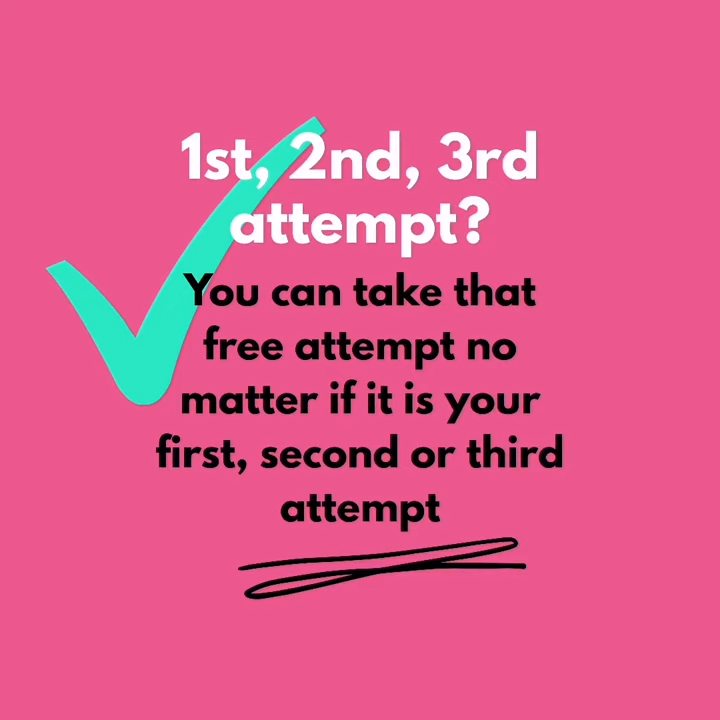 1st, 2nd, 3rd
attempt?
You can take that
free attempt no
matter if it is your
first, second or third
attempt